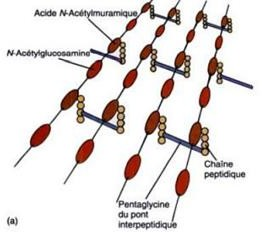 Acide N-Acétylmuramique
N-Acétylglucosamine
Chaîne
peptidique
Pentaglycine
du pont
interpeptidique
(a)